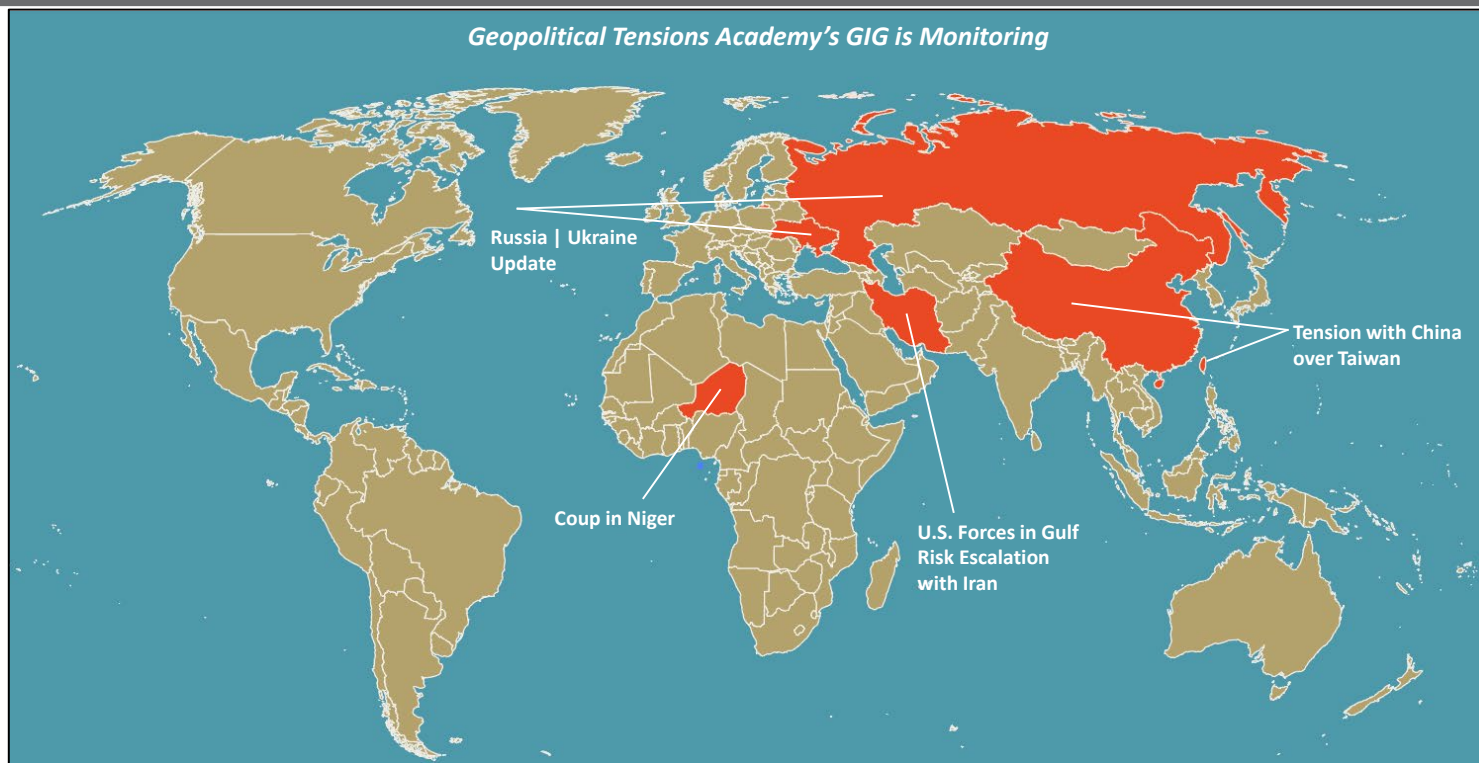 Geopolitical Tensions Academy’s GIG is Monitoring
Russia | Ukraine
Update
Tension with China
over Taiwan
Coup in Niger
U.S. Forces in Gulf
Risk Escalation
with Iran